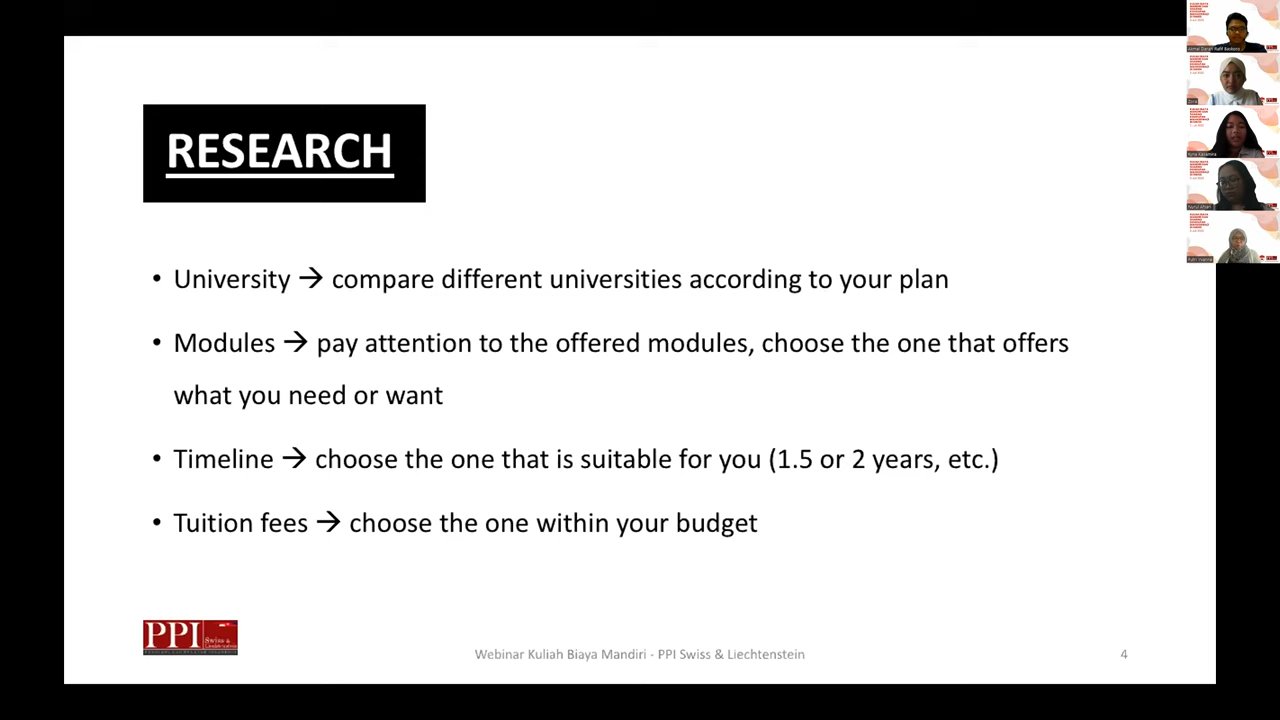 RESEARCH
• University → compare different universities according to your plan
• Modules → pay attention to the offered modules, choose the one that offers
what you need or want
• Timeline → choose the one that is suitable for you (1.5 or 2 years, etc.)
• Tuition fees → choose the one within your budget
PPI Swiss &
Liechtenstein
Webinar Kuliah Biaya Mandiri - PPI Swiss & Liechtenstein
4